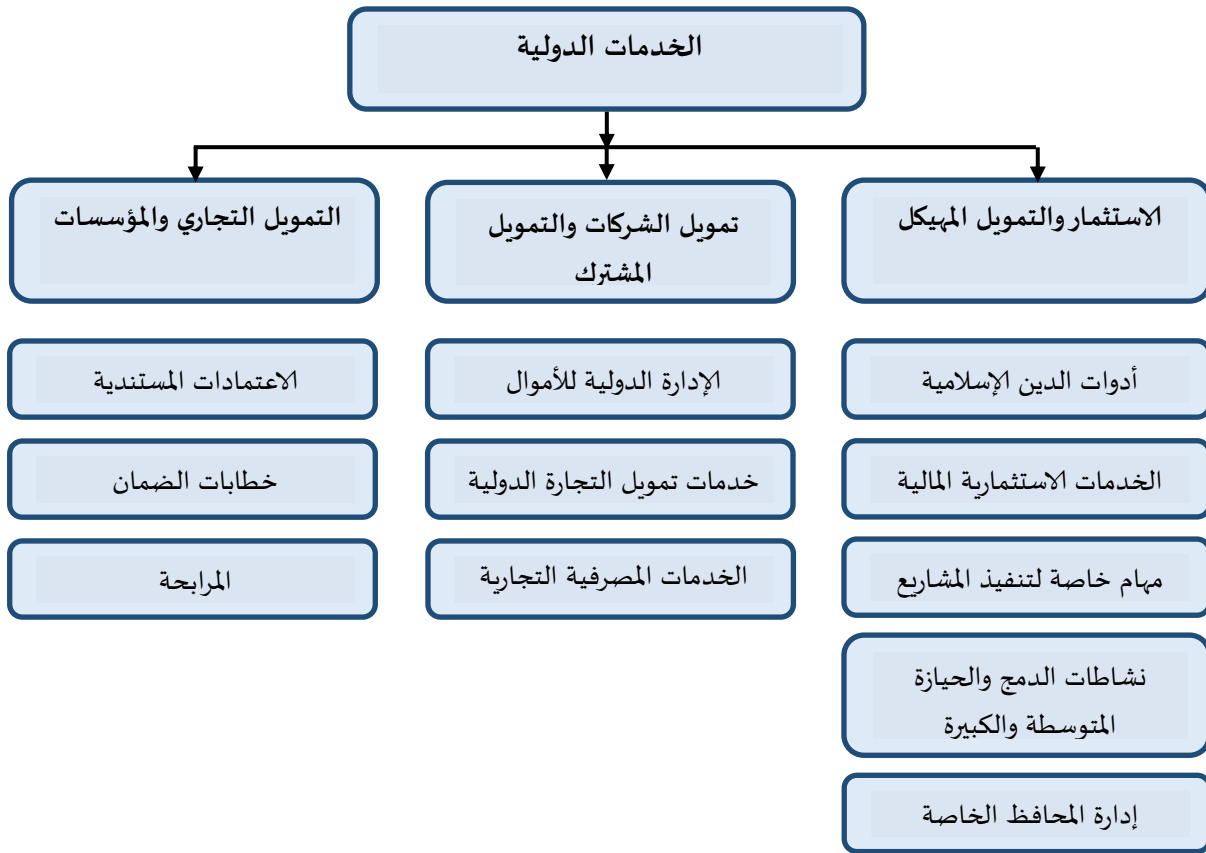 الخدمات الدولية
الاستثمار والتمويل المهيكل
أدوات الدين الإسلامية
الخدمات الاستثمارية المالية
مهام خاصة لتنفيذ المشاريع
نشاطات الدمج والحيازة
المتوسطة والكبيرة
إدارة المحافظ الخاصة
تمويل الشركات والتمويل
المشترك
الإدارة الدولية للأموال
خدمات تمويل التجارة الدولية
الخدمات المصرفية التجارية
التمويل التجاري والمؤسسات
الاعتمادات المستندية
خطابات الضمان
المرابحة